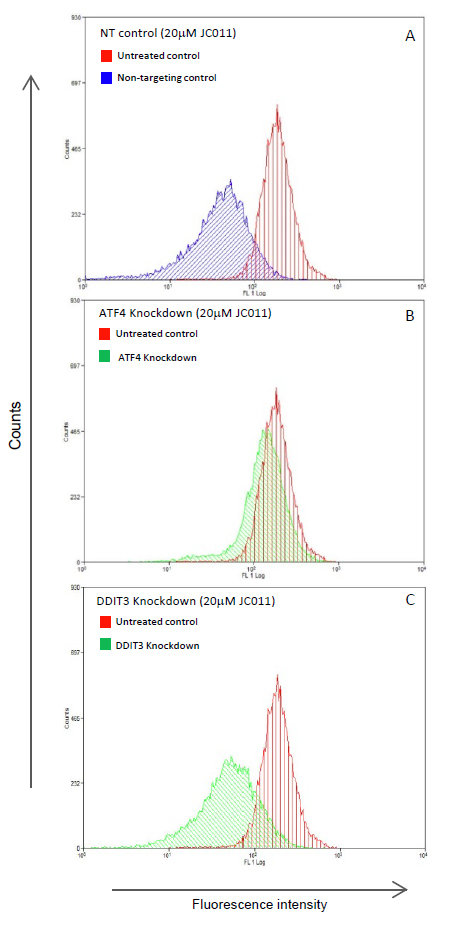 930
NT control (20μM JC011)
A
Untreated control
Non-targeting control
697
Counts
465
232
0
10⁰ 10¹ 10² 10³ 10⁴
FL 1 Log
930
ATF4 Knockdown (20μM JC011)
B
Untreated control
ATF4 Knockdown
697
Counts
465
232
0
10⁰ 10¹ 10² 10³ 10⁴
FL 1 Log
930
DDIT3 Knockdown (20μM JC011)
C
Untreated control
DDIT3 Knockdown
697
Counts
465
232
0
10⁰ 10¹ 10² 10³ 10⁴
FL 1 Log
Counts
Fluorescence intensity